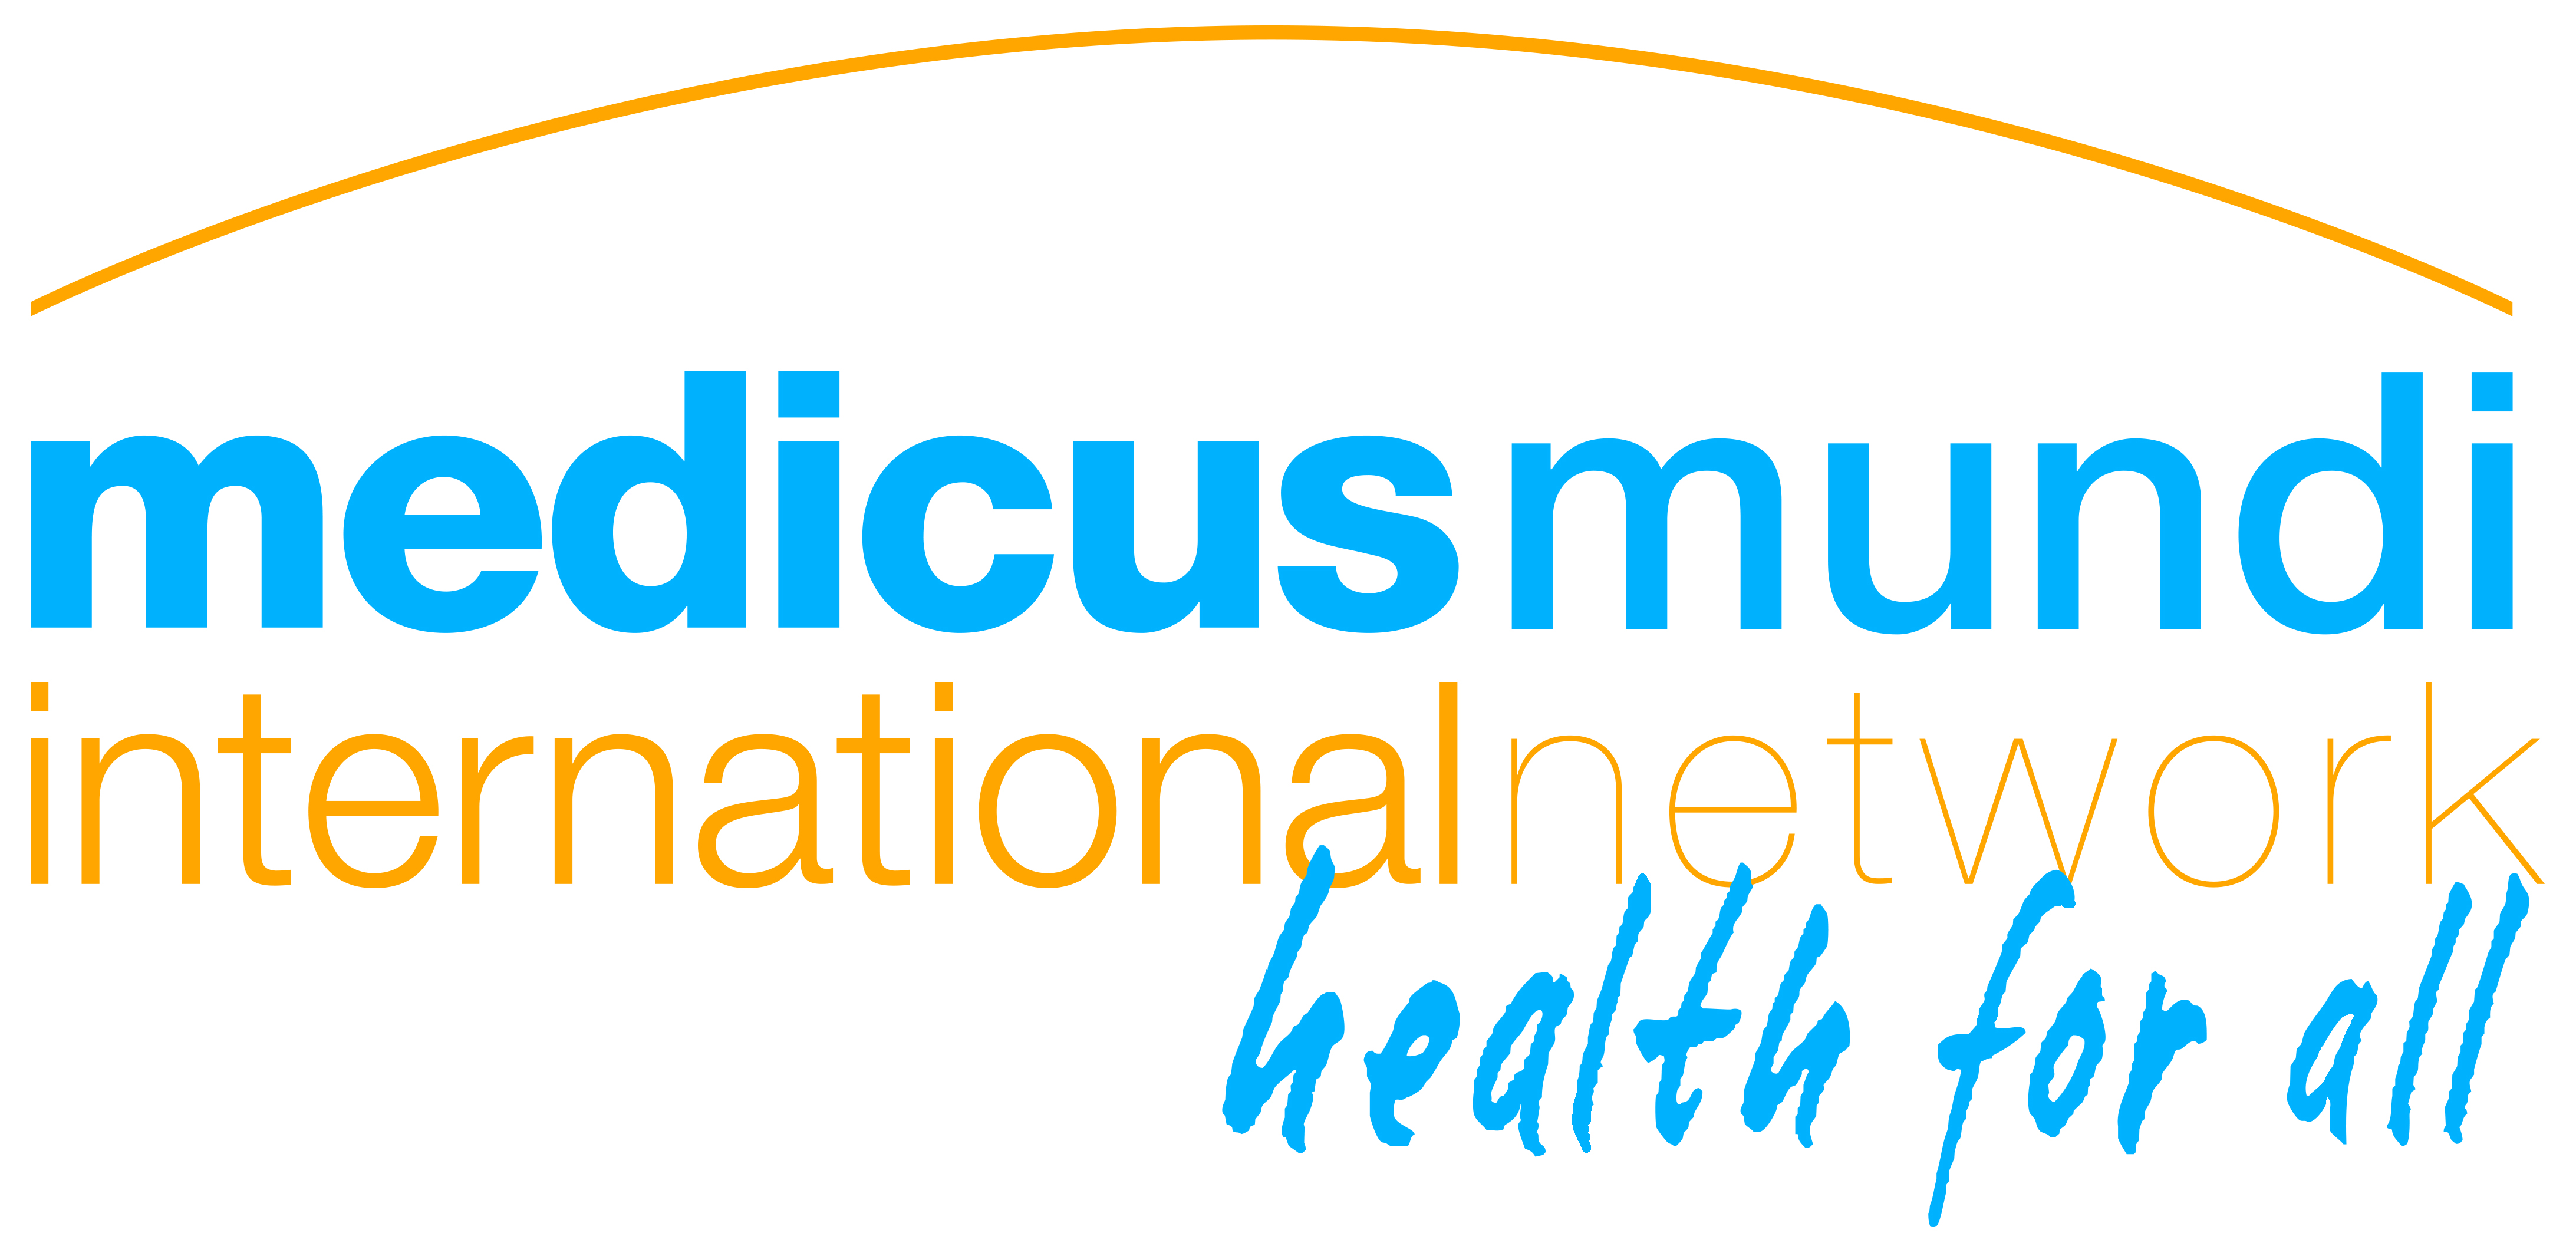 medicusmundi
internationalnetwork
health for all